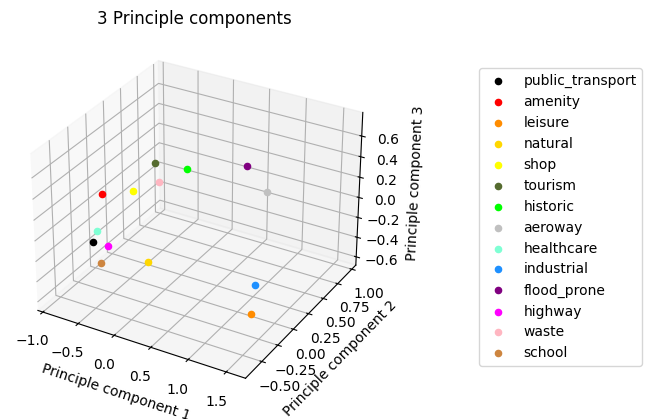 3 Principle components
public_transport
amenity
leisure
natural
shop
tourism
historic
aeroway
healthcare
industrial
flood_prone
highway
waste
school
Principle component 3
0.6
0.4
0.2
0.0
−0.2
−0.4
−0.6
Principle component 2
1.00
0.75
0.50
0.25
0.00
−0.25
−0.50
−1.0
−0.5
0.0
0.5
1.0
1.5
Principle component 1